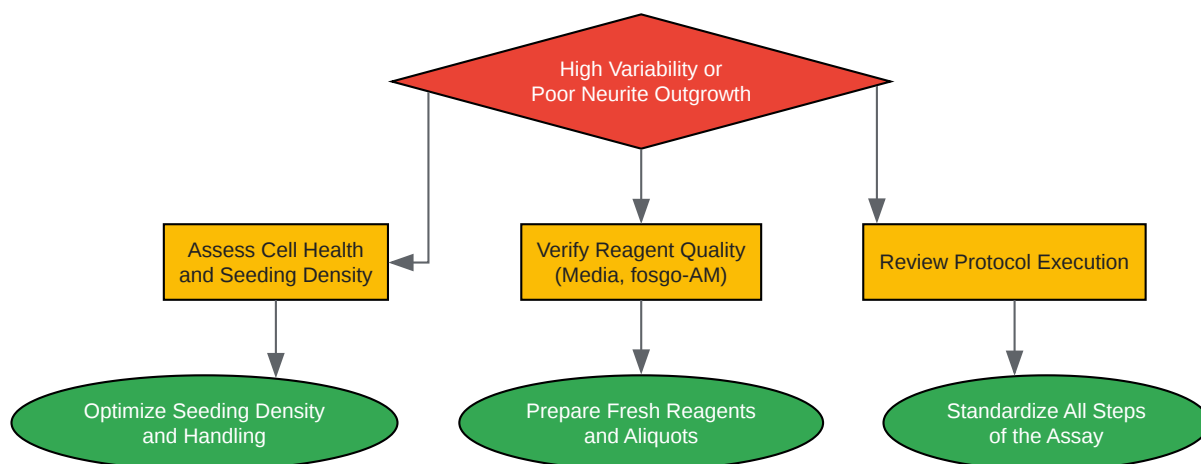 High Variability or
Poor Neurite Outgrowth
Assess Cell Health
and Seeding Density
Verify Reagent Quality
(Media, fosgo-AM)
Review Protocol Execution
Optimize Seeding Density
and Handling
Prepare Fresh Reagents
and Aliquots
Standardize All Steps
of the Assay